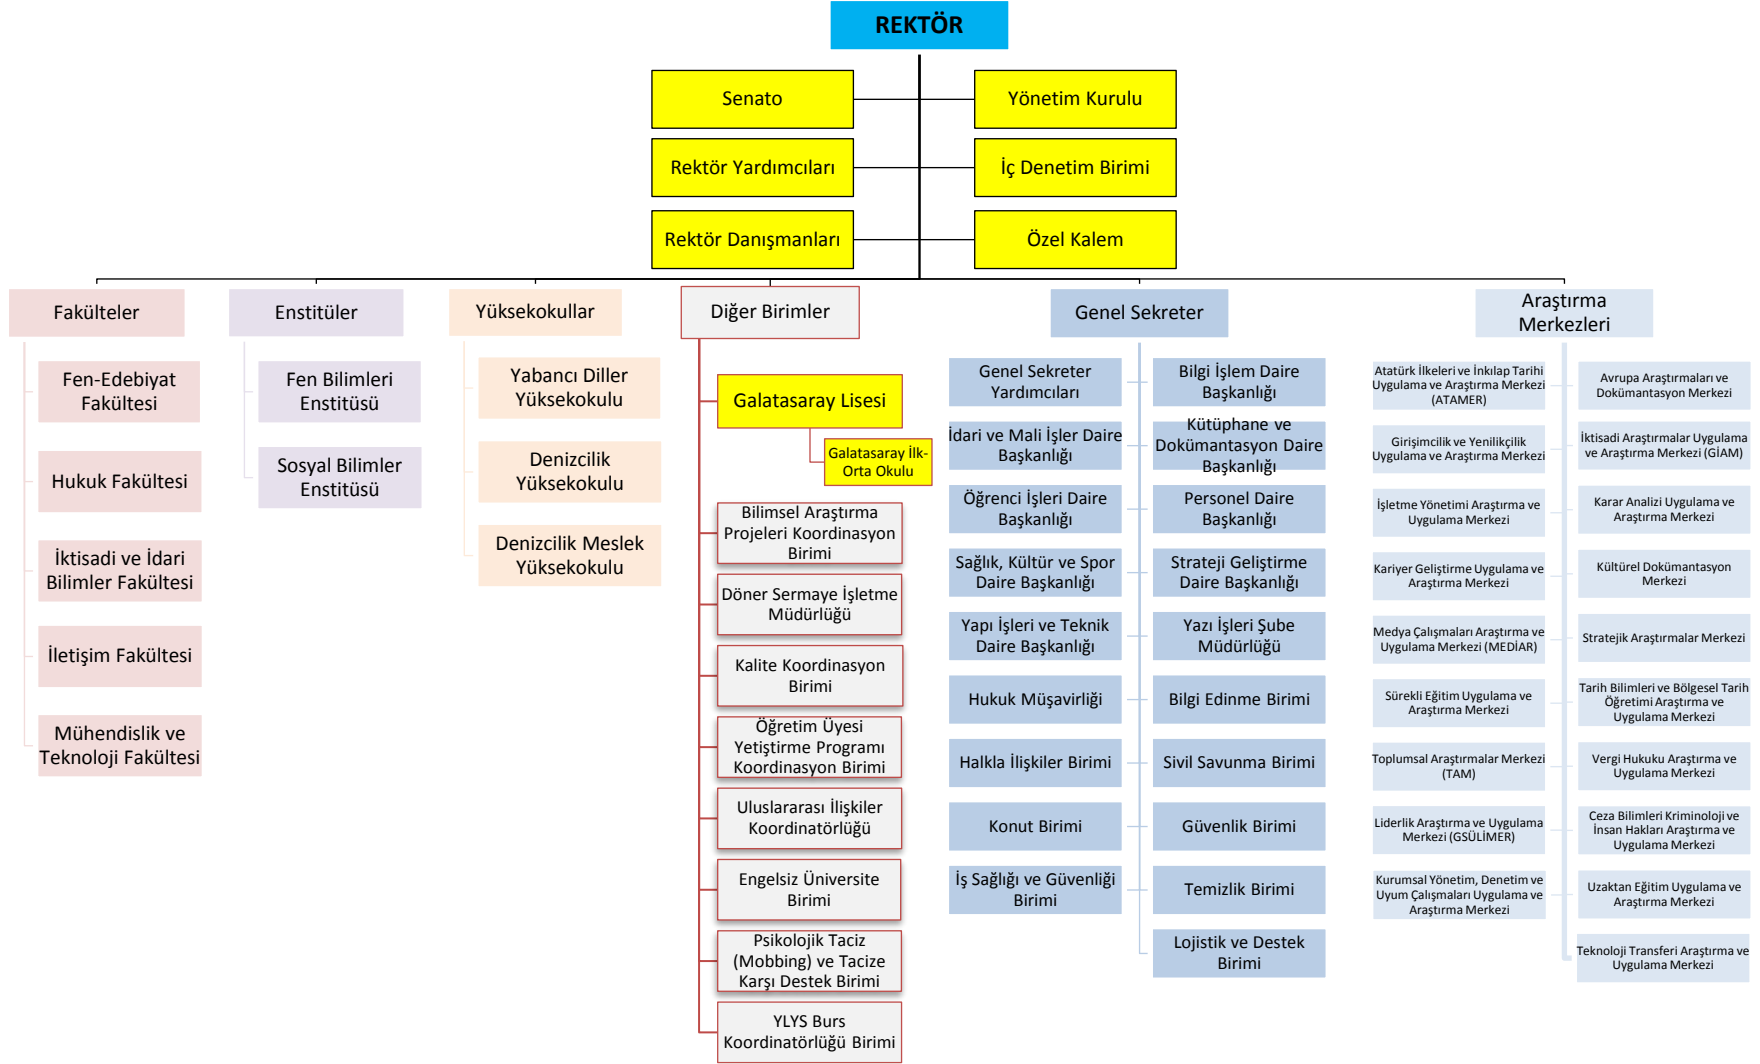 REKTÖR
Senato
Yönetim Kurulu
Rektör Yardımcıları
İç Denetim Birimi
Rektör Danışmanları
Özel Kalem
Fakülteler
Fen-Edebiyat
Fakültesi
Hukuk Fakültesi
İktisadi ve İdari
Bilimler Fakültesi
İletişim Fakültesi
Mühendislik ve
Teknoloji Fakültesi
Enstitüler
Fen Bilimleri
Enstitüsü
Sosyal Bilimler
Enstitüsü
Yüksekokullar
Yabancı Diller
Yüksekokulu
Denizcilik
Yüksekokulu
Denizcilik Meslek
Yüksekokulu
Diğer Birimler
Galatasaray Lisesi
Galatasaray İlk-
Orta Okulu
Bilimsel Araştırma
Projeleri Koordinasyon
Birimi
Döner Sermaye İşletme
Müdürlüğü
Kalite Koordinasyon
Birimi
Öğretim Üyesi
Yetiştirme Programı
Koordinasyon Birimi
Uluslararası İlişkiler
Koordinatörlüğü
Engelsiz Üniversite
Birimi
Psikolojik Taciz
(Mobbing) ve Tacize
Karşı Destek Birimi
YLYS Burs
Koordinatörlüğü Birimi
Genel Sekreter
Genel Sekreter
Yardımcıları
Bilgi İşlem Daire
Başkanlığı
İdari ve Mali İşler Daire
Başkanlığı
Kütüphane ve
Dokümantasyon Daire
Başkanlığı
Öğrenci İşleri Daire
Başkanlığı
Personel Daire
Başkanlığı
Sağlık, Kültür ve Spor
Daire Başkanlığı
Strateji Geliştirme
Daire Başkanlığı
Yapı İşleri ve Teknik
Daire Başkanlığı
Yazı İşleri Şube
Müdürlüğü
Hukuk Müşavirliği
Bilgi Edinme Birimi
Halkla İlişkiler Birimi
Sivil Savunma Birimi
Konut Birimi
Güvenlik Birimi
İş Sağlığı ve Güvenliği
Birimi
Temizlik Birimi
Lojistik ve Destek
Birimi
Araştırma
Merkezleri
Atatürk İlkeleri ve İnkılap Tarihi
Uygulama ve Araştırma Merkezi
(ATAMER)
Avrupa Araştırmaları ve
Dokümantasyon Merkezi
Girişimcilik ve Yenilikçilik
Uygulama ve Araştırma Merkezi
İktisadi Araştırmalar Uygulama
ve Araştırma Merkezi (GİAM)
İşletme Yönetimi Araştırma ve
Uygulama Merkezi
Karar Analizi Uygulama ve
Araştırma Merkezi
Kariyer Geliştirme Uygulama ve
Araştırma Merkezi
Kültürel Dokümantasyon
Merkezi
Medya Çalışmaları Araştırma ve
Uygulama Merkezi (MEDİAR)
Stratejik Araştırmalar Merkezi
Sürekli Eğitim Uygulama ve
Araştırma Merkezi
Tarih Bilimleri ve Bölgesel Tarih
Öğretimi Araştırma ve
Uygulama Merkezi
Toplumsal Araştırmalar Merkezi
(TAM)
Vergi Hukuku Araştırma ve
Uygulama Merkezi
Liderlik Araştırma ve Uygulama
Merkezi (GSÜLİMER)
Ceza Bilimleri Kriminoloji ve
İnsan Hakları Araştırma ve
Uygulama Merkezi
Kurumsal Yönetim, Denetim ve
Uyum Çalışmaları Uygulama ve
Araştırma Merkezi
Uzaktan Eğitim Uygulama ve
Araştırma Merkezi
Teknoloji Transferi Araştırma ve
Uygulama Merkezi